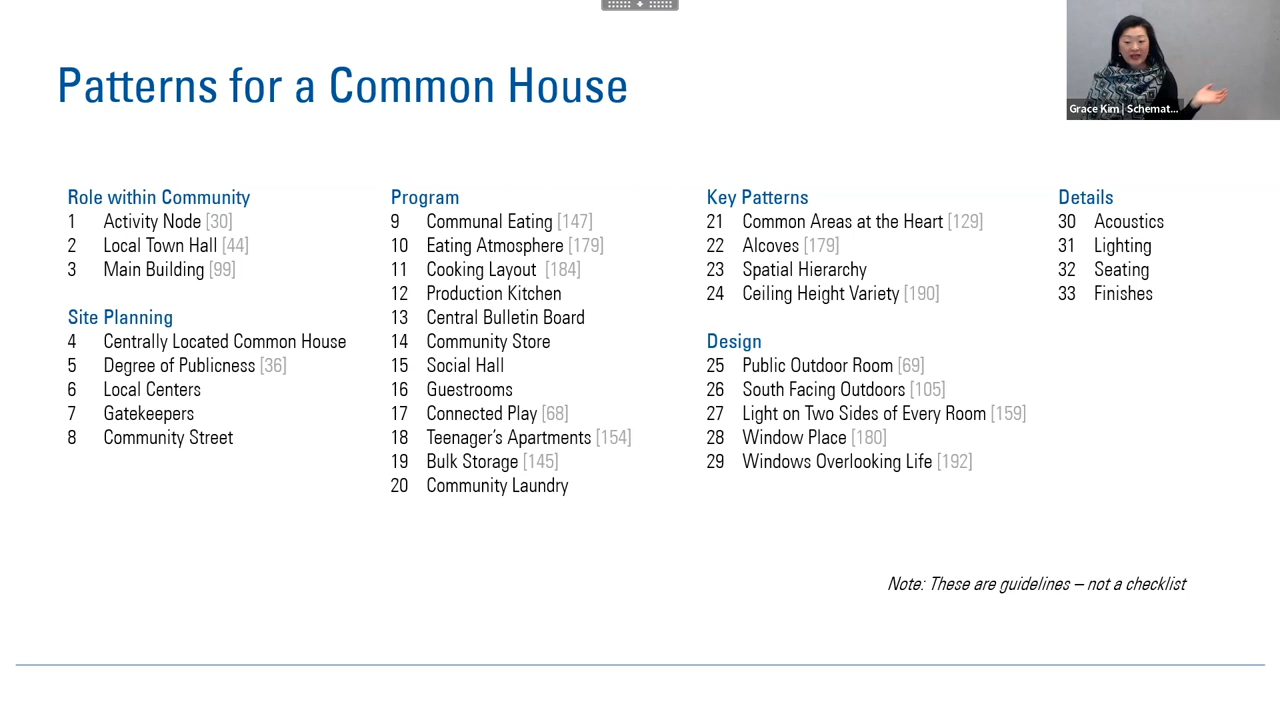 Patterns for a Common House
Grace Kim | Schemat...
Role within Community
1 Activity Node [30]
2 Local Town Hall [44]
3 Main Building [99]
Site Planning
4 Centrally Located Common House
5 Degree of Publicness [36]
6 Local Centers
7 Gatekeepers
8 Community Street
Program
9 Communal Eating [147]
10 Eating Atmosphere [179]
11 Cooking Layout [184]
12 Production Kitchen
13 Central Bulletin Board
14 Community Store
15 Social Hall
16 Guestrooms
17 Connected Play [68]
18 Teenager's Apartments [154]
19 Bulk Storage [145]
20 Community Laundry
Key Patterns
21 Common Areas at the Heart [129]
22 Alcoves [179]
23 Spatial Hierarchy
24 Ceiling Height Variety [190]
Design
25 Public Outdoor Room [69]
26 South Facing Outdoors [105]
27 Light on Two Sides of Every Room [159]
28 Window Place [180]
29 Windows Overlooking Life [192]
Details
30 Acoustics
31 Lighting
32 Seating
33 Finishes
Note: These are guidelines – not a checklist